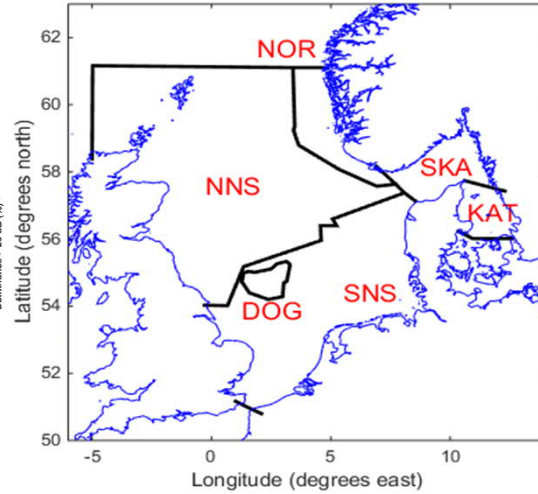 62
60
58
56
54
52
50
Latitude (degrees north)
NOR
NNS
SKA
KAT
SNS
DOG
-5
0
5
10
Longitude (degrees east)